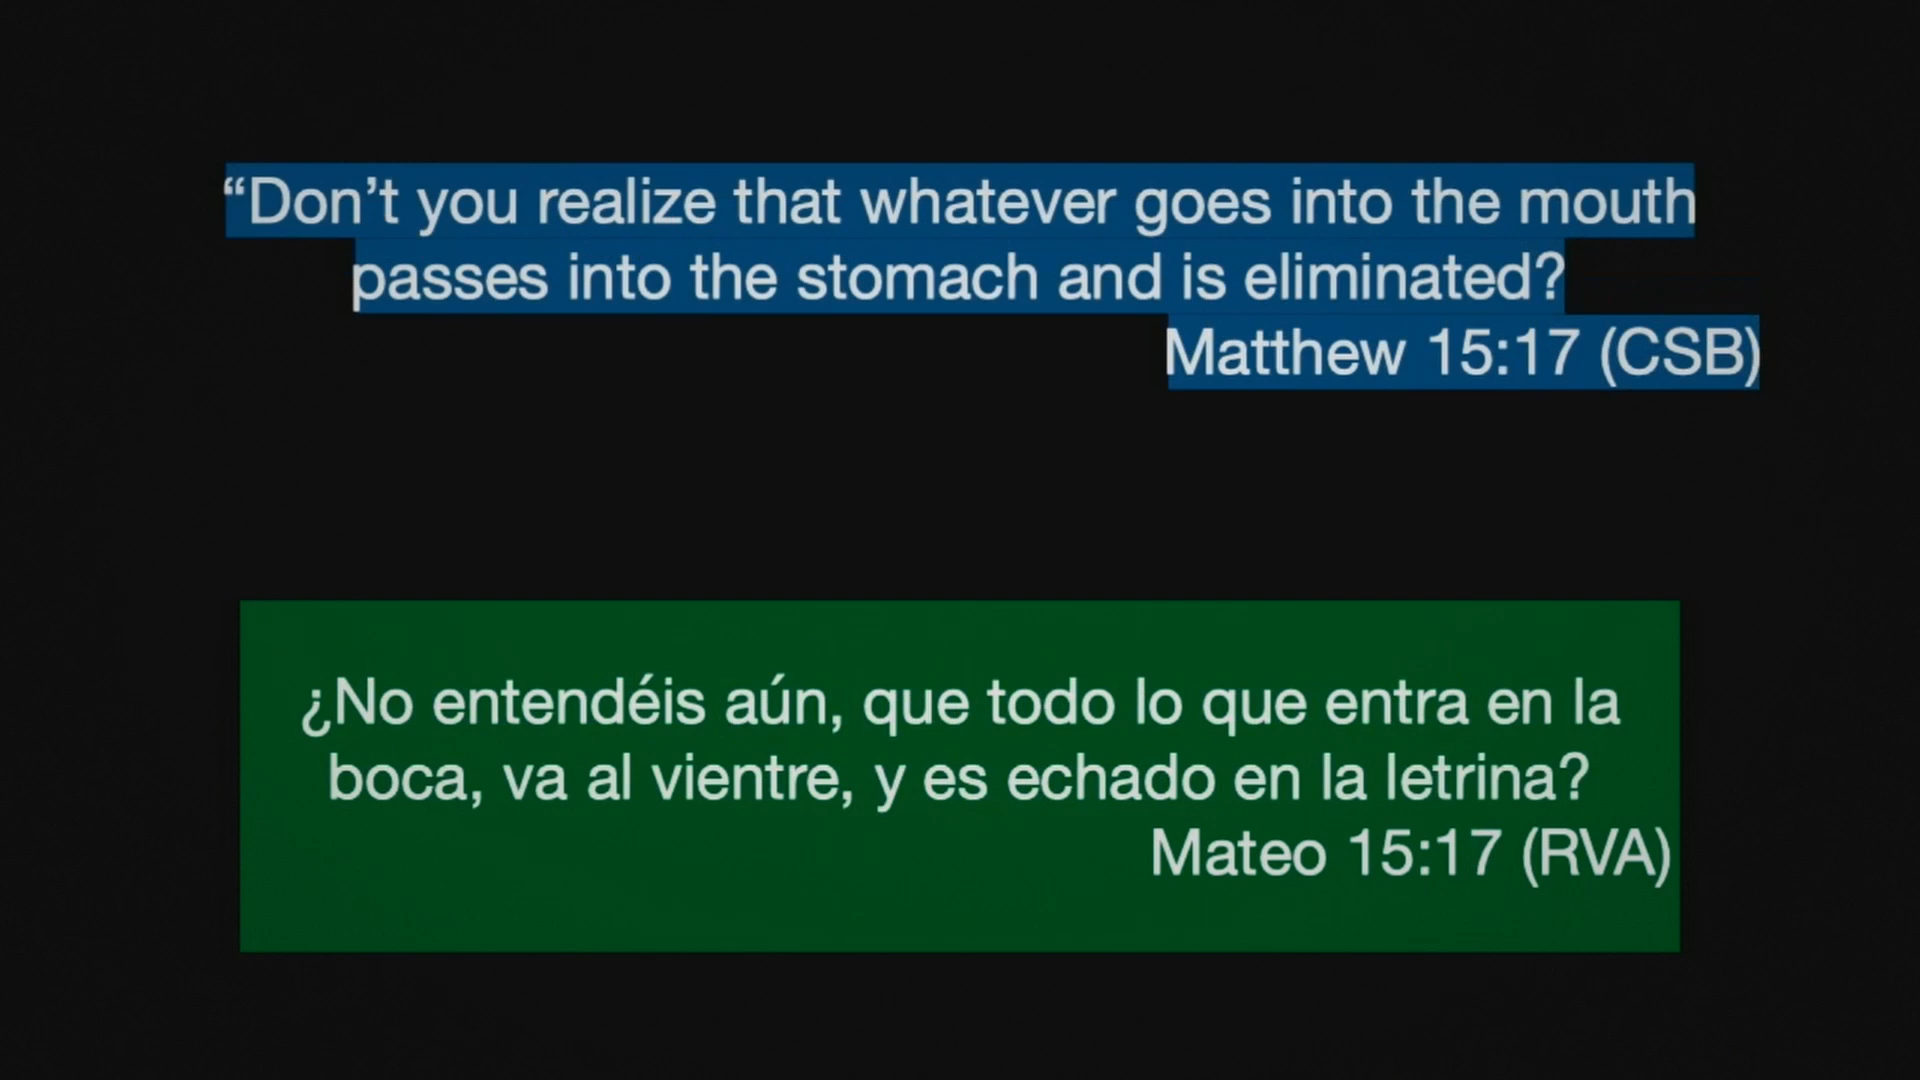 “Don’t you realize that whatever goes into the mouth
passes into the stomach and is eliminated?
Matthew 15:17 (CSB)
¿No entendéis aún, que todo lo que entra en la
boca, va al vientre, y es echado en la letrina?
Mateo 15:17 (RVA)